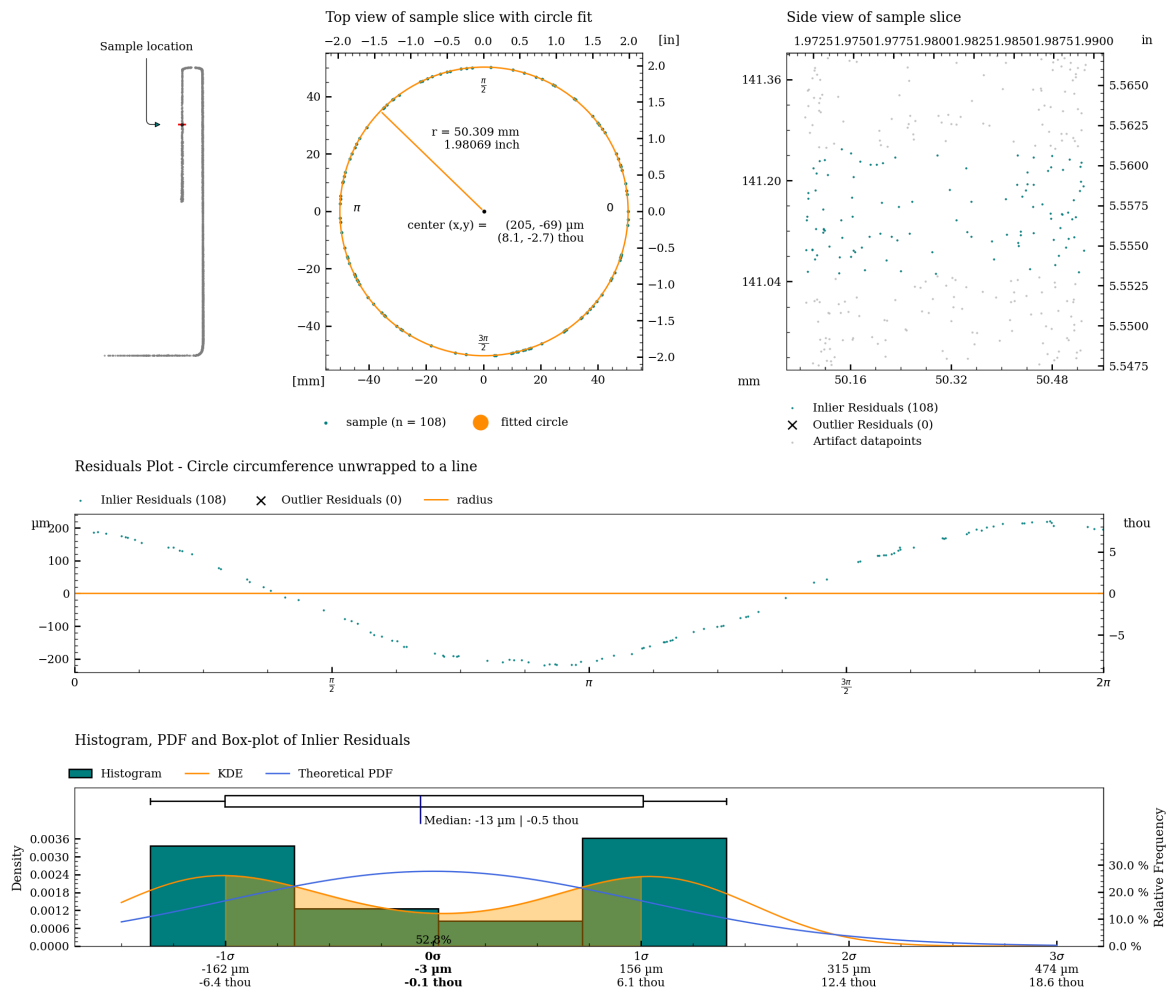 Sample location
Top view of sample slice with circle fit
−2.0 −1.5 −1.0 −0.5 0.0 0.5 1.0 1.5 2.0 [in]
40
20
0
−20
−40
2.0
1.5
1.0
0.5
0.0
−0.5
−1.0
−1.5
−2.0
π/2
r = 50.309 mm
1.98069 inch
π
0
center (x,y) = (205, -69) µm
(8.1, -2.7) thou
3π/2
[mm] −40 −20 0 20 40
sample (n = 108) fitted circle
Side view of sample slice
1.9725 1.9750 1.9775 1.9800 1.9825 1.9850 1.9875 1.9900 in
141.36
141.20
141.04
5.5650
5.5625
5.5600
5.5575
5.5550
5.5525
5.5500
5.5475
mm 50.16 50.32 50.48
Inlier Residuals (108)
Outlier Residuals (0)
Artifact datapoints
Residuals Plot - Circle circumference unwrapped to a line
Inlier Residuals (108) Outlier Residuals (0) radius
µm thou
200
100
0
−100
−200
5
0
−5
0 π/2 π 3π/2 2π
Histogram, PDF and Box-plot of Inlier Residuals
Histogram KDE Theoretical PDF
Median: -13 µm | -0.5 thou
Density
0.0036
0.0030
0.0024
0.0018
0.0012
0.0006
0.0000
Relative Frequency
30.0 %
20.0 %
10.0 %
0.0 %
52.8%
-1σ 0σ 1σ 2σ 3σ
-162 µm -3 µm 156 µm 315 µm 474 µm
-6.4 thou -0.1 thou 6.1 thou 12.4 thou 18.6 thou